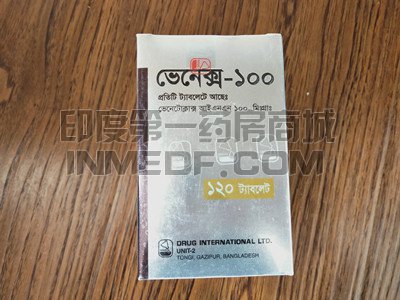 ভেনেক্স-১০০
প্রতিটি ট্যাবলেটে আছেঃ
ভেনেটোক্লাক্স আইএনএন ১০০ মিগ্রাঃ
印度第一药房商城
INMEDF.COM
১২০ ট্যাবলেট
DRUG INTERNATIONAL LTD.
UNIT-2
TONGI, GAZIPUR, BANGLADESH